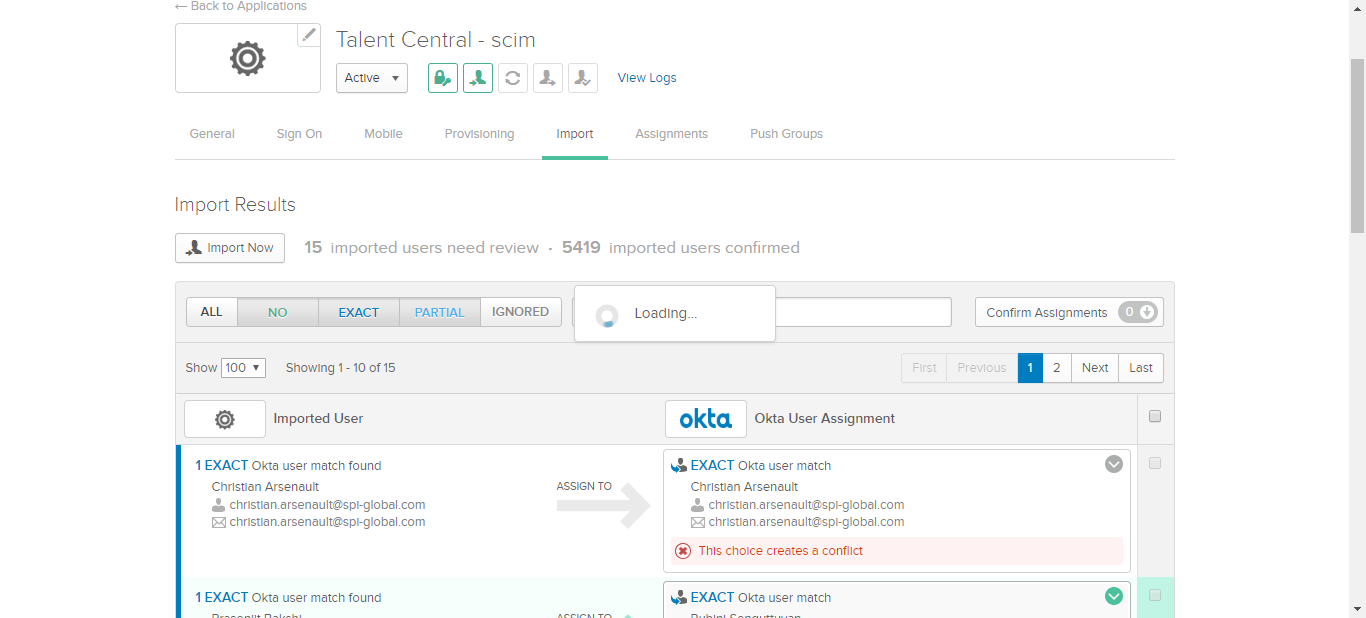 ← Back to Applications
Talent Central - scim
Active ▼ View Logs
General Sign On Mobile Provisioning Import Assignments Push Groups
Import Results
Import Now 15 imported users need review · 5419 imported users confirmed
ALL NO EXACT PARTIAL IGNORED Loading... Confirm Assignments 0
Show 100 ▼ Showing 1 - 10 of 15 First Previous 1 2 Next Last
Imported User okta Okta User Assignment
1 EXACT Okta user match found
Christian Arsenault
christian.arsenault@spi-global.com
christian.arsenault@spi-global.com
ASSIGN TO
EXACT Okta user match
Christian Arsenault
christian.arsenault@spi-global.com
christian.arsenault@spi-global.com
This choice creates a conflict
1 EXACT Okta user match found
ASSIGN TO
EXACT Okta user match